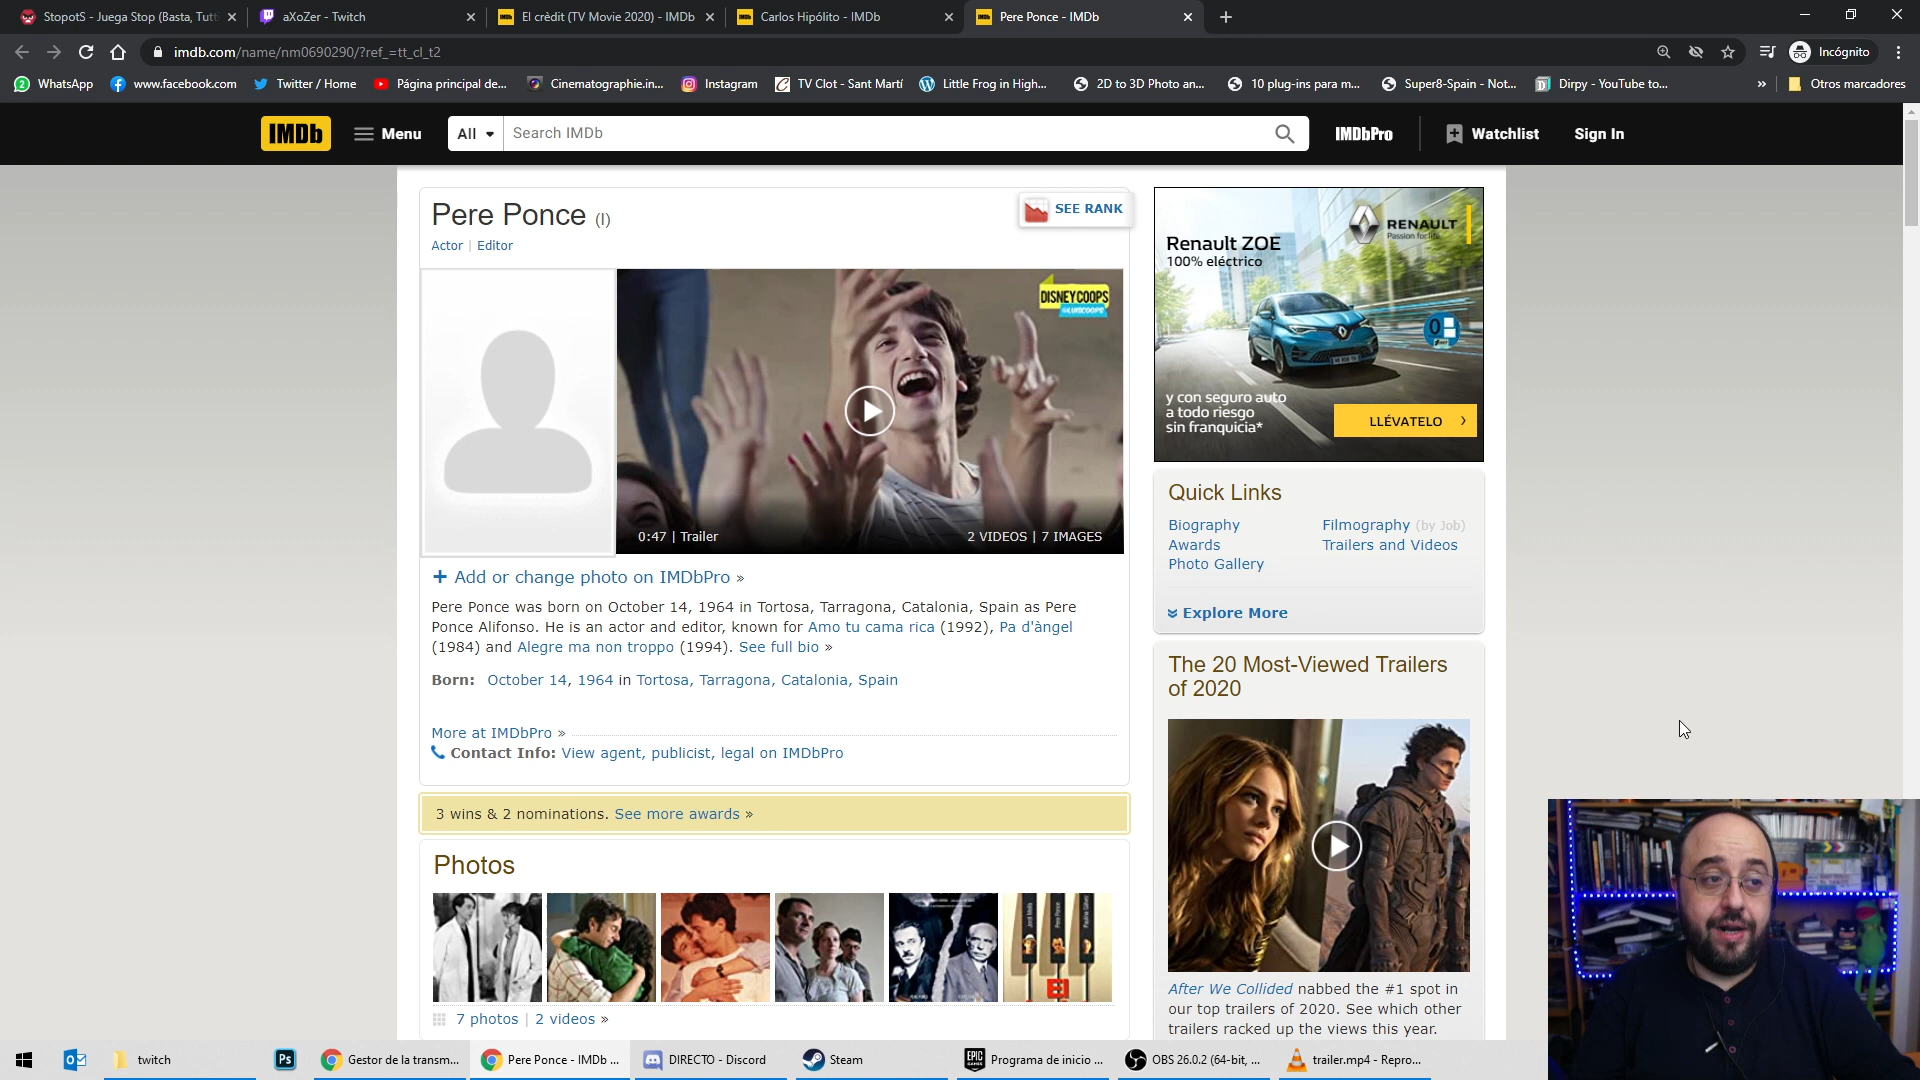 StopotS - Juega Stop (Basta, Tutt
aXoZer - Twitch
El crèdit (TV Movie 2020) - IMDb
Carlos Hipólito - IMDb
Pere Ponce - IMDb
imdb.com/name/nm0690290/?ref_=tt_cl_t2
Incógnito
WhatsApp
www.facebook.com
Twitter / Home
Página principal de...
Cinematographie.in...
Instagram
TV Clot - Sant Martí
Little Frog in High...
2D to 3D Photo an...
10 plug-ins para m...
Super8-Spain - Not...
Dirpy - YouTube to...
»
Otros marcadores
IMDb
Menu
All
Search IMDb
IMDbPro
Watchlist
Sign In
Pere Ponce (I)
SEE RANK
Actor | Editor
DISNEYCOOPS
@LUISCOOPS
0:47 | Trailer
2 VIDEOS | 7 IMAGES
+ Add or change photo on IMDbPro »
Pere Ponce was born on October 14, 1964 in Tortosa, Tarragona, Catalonia, Spain as Pere
Ponce Alifonso. He is an actor and editor, known for Amo tu cama rica (1992), Pa d'àngel
(1984) and Alegre ma non troppo (1994). See full bio »
Born: October 14, 1964 in Tortosa, Tarragona, Catalonia, Spain
More at IMDbPro »
Contact Info: View agent, publicist, legal on IMDbPro
3 wins & 2 nominations. See more awards »
Photos
7 photos | 2 videos »
RENAULT
Passion for life
Renault ZOE
100% eléctrico
y con seguro auto
a todo riesgo
sin franquicia*
LLÉVATELO >
Quick Links
Biography
Filmography (by Job)
Awards
Trailers and Videos
Photo Gallery
Explore More
The 20 Most-Viewed Trailers
of 2020
After We Collided nabbed the #1 spot in
our top trailers of 2020. See which other
trailers racked up the views this year.
twitch
Ps
Gestor de la transm...
Pere Ponce - IMDb ...
DIRECTO - Discord
Steam
EPIC
GAMES
Programa de inicio ...
OBS 26.0.2 (64-bit, ...
trailer.mp4 - Repro...